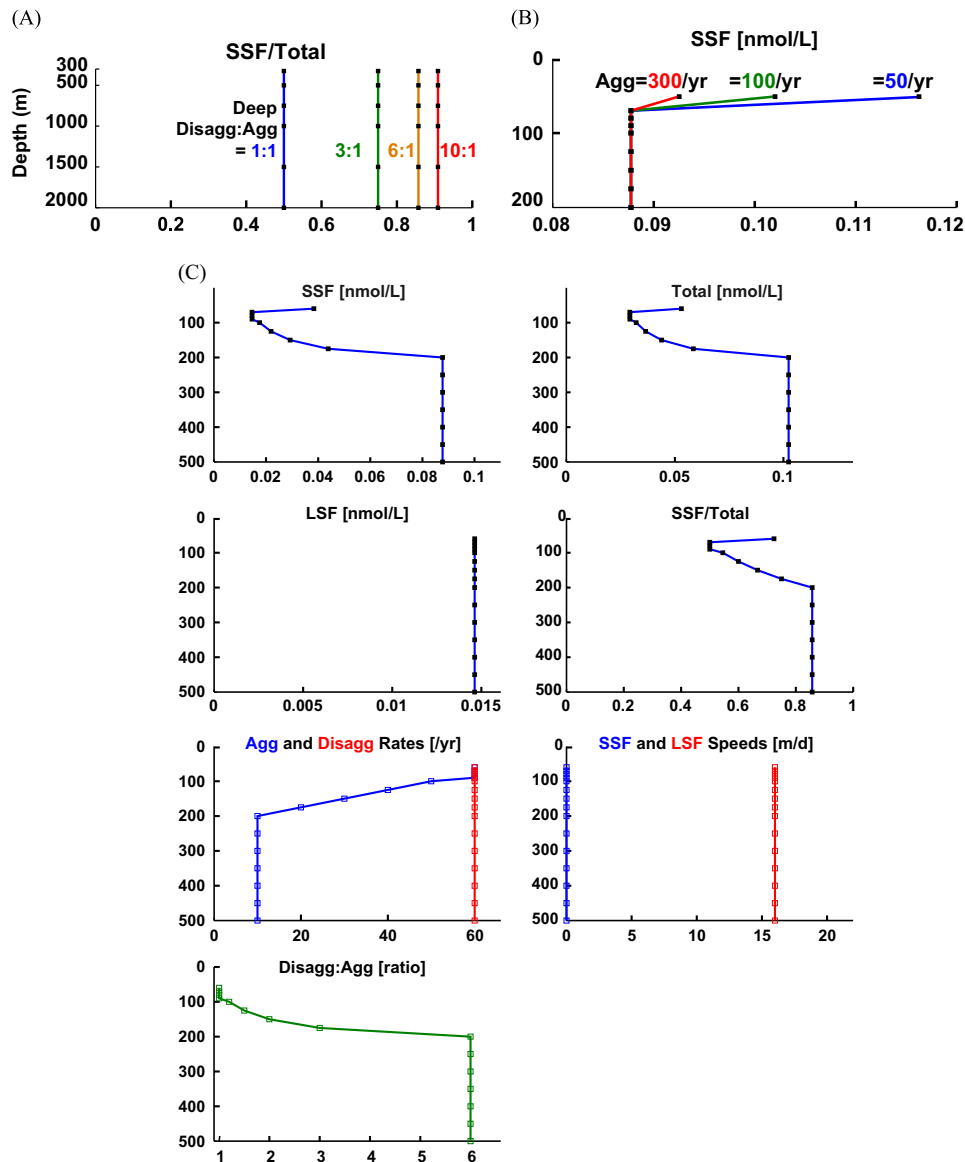 (A)
SSF/Total
300
500
1000
1500
2000
Depth (m)
Deep
Disagg:Agg
= 1:1 3:1 6:1 10:1
0 0.2 0.4 0.6 0.8 1
(B)
SSF [nmol/L]
0
100
200
Agg=300/yr =100/yr =50/yr
0.08 0.09 0.10 0.11 0.12
(C)
SSF [nmol/L]
100
200
300
400
500
0 0.02 0.04 0.06 0.08 0.1
Total [nmol/L]
100
200
300
400
500
0 0.05 0.1
LSF [nmol/L]
0
100
200
300
400
500
0 0.005 0.01 0.015
SSF/Total
0
100
200
300
400
500
0 0.2 0.4 0.6 0.8 1
Agg and Disagg Rates [/yr]
0
100
200
300
400
500
0 20 40 60
SSF and LSF Speeds [m/d]
0
100
200
300
400
500
0 5 10 15 20
Disagg:Agg [ratio]
0
100
200
300
400
500
1 2 3 4 5 6